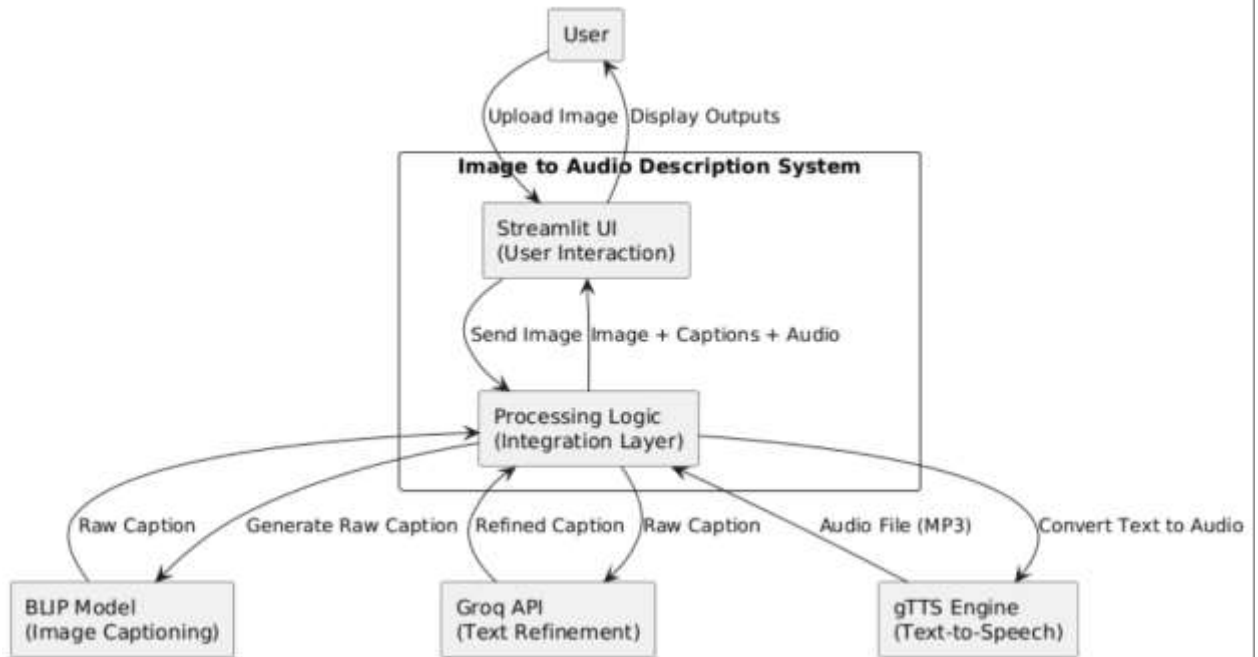 User
Upload Image
Display Outputs
Image to Audio Description System
Streamlit UI
(User Interaction)
Send Image
Image + Captions + Audio
Processing Logic
(Integration Layer)
Raw Caption
Generate Raw Caption
Refined Caption
Raw Caption
Audio File (MP3)
Convert Text to Audio
BLIP Model
(Image Captioning)
Groq API
(Text Refinement)
gTTS Engine
(Text-to-Speech)